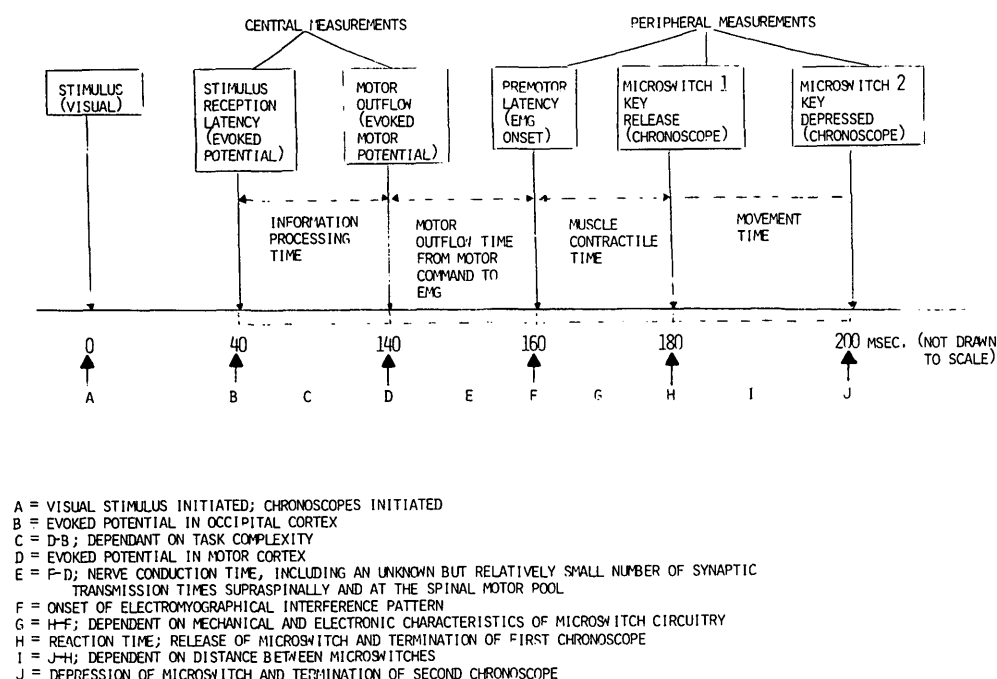 CENTRAL MEASUREMENTS
PERIPHERAL MEASUREMENTS
STIMULUS
(VISUAL)
STIMULUS
RECEPTION
LATENCY
(EVOKED
POTENTIAL)
MOTOR
OUTFLOW
(EVOKED
MOTOR
POTENTIAL)
PREMOTOR
LATENCY
(EMG
ONSET)
MICROSWITCH 1
KEY
RELEASE
(CHRONOSCOPE)
MICROSWITCH 2
KEY
DEPRESSED
(CHRONOSCOPE)
INFORMATION
PROCESSING
TIME
MOTOR
OUTFLOW TIME
FROM MOTOR
COMMAND TO
EMG
MUSCLE
CONTRACTILE
TIME
MOVEMENT
TIME
0 40 140 160 180 200 MSEC. (NOT DRAWN
TO SCALE)
A B C D E F G H I J
A = VISUAL STIMULUS INITIATED; CHRONOSCOPES INITIATED
B = EVOKED POTENTIAL IN OCCIPITAL CORTEX
C = D-B; DEPENDANT ON TASK COMPLEXITY
D = EVOKED POTENTIAL IN MOTOR CORTEX
E = F-D; NERVE CONDUCTION TIME, INCLUDING AN UNKNOWN BUT RELATIVELY SMALL NUMBER OF SYNAPTIC
TRANSMISSION TIMES SUPRASPINALLY AND AT THE SPINAL MOTOR POOL
F = ONSET OF ELECTROMYOGRAPHICAL INTERFERENCE PATTERN
G = H-F; DEPENDENT ON MECHANICAL AND ELECTRONIC CHARACTERISTICS OF MICROSWITCH CIRCUITRY
H = REACTION TIME; RELEASE OF MICROSWITCH AND TERMINATION OF FIRST CHRONOSCOPE
I = J-H; DEPENDENT ON DISTANCE BETWEEN MICROSWITCHES
J = DEPRESSION OF MICROSWITCH AND TERMINATION OF SECOND CHRONOSCOPE